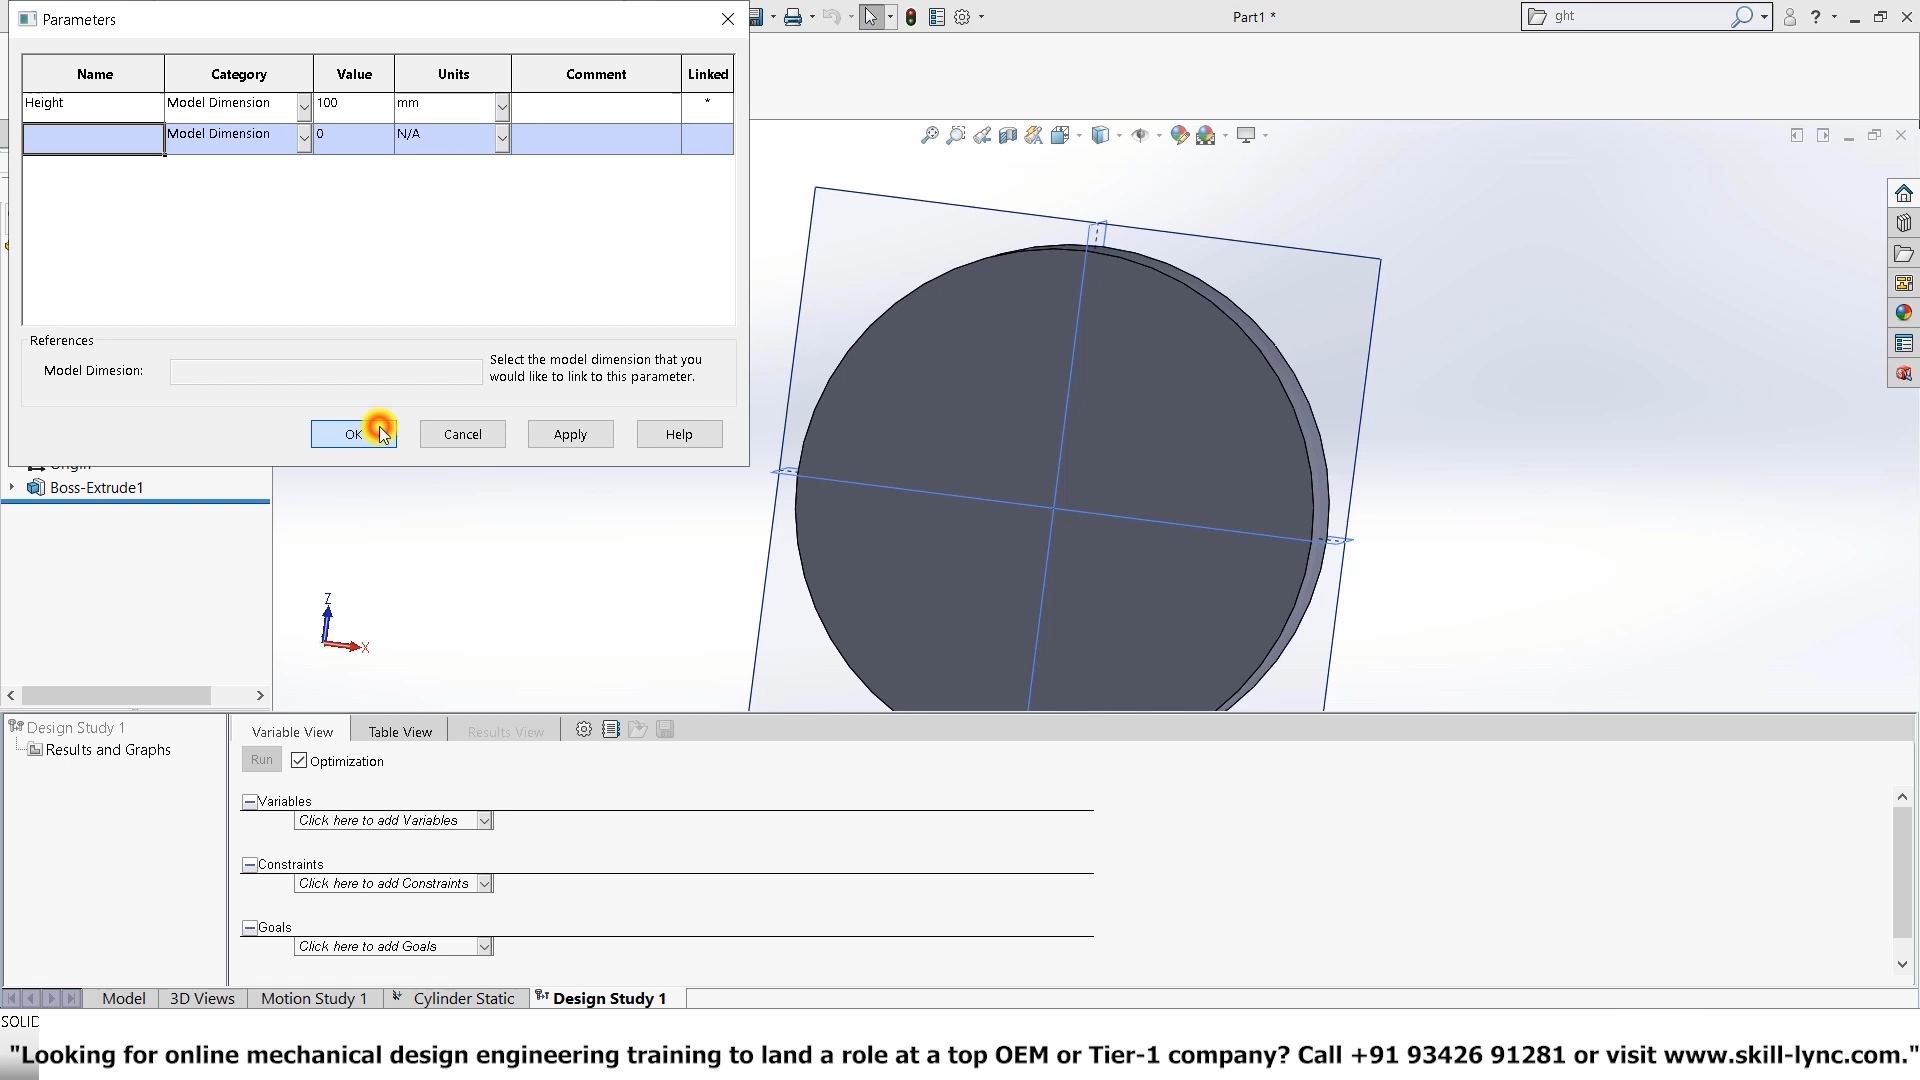 Parameters
Part1 *
ght
?
Name Category Value Units Comment Linked
Height Model Dimension 100 mm *
Model Dimension 0 N/A
References
Model Dimesion:
Select the model dimension that you
would like to link to this parameter.
OK Cancel Apply Help
Origin
Boss-Extrude1
Z
X
Design Study 1
Results and Graphs
Variable View Table View Results View
Run Optimization
Variables
Click here to add Variables
Constraints
Click here to add Constraints
Goals
Click here to add Goals
Model 3D Views Motion Study 1 Cylinder Static Design Study 1
SOLID
"Looking for online mechanical design engineering training to land a role at a top OEM or Tier-1 company? Call +91 93426 91281 or visit www.skill-lync.com."